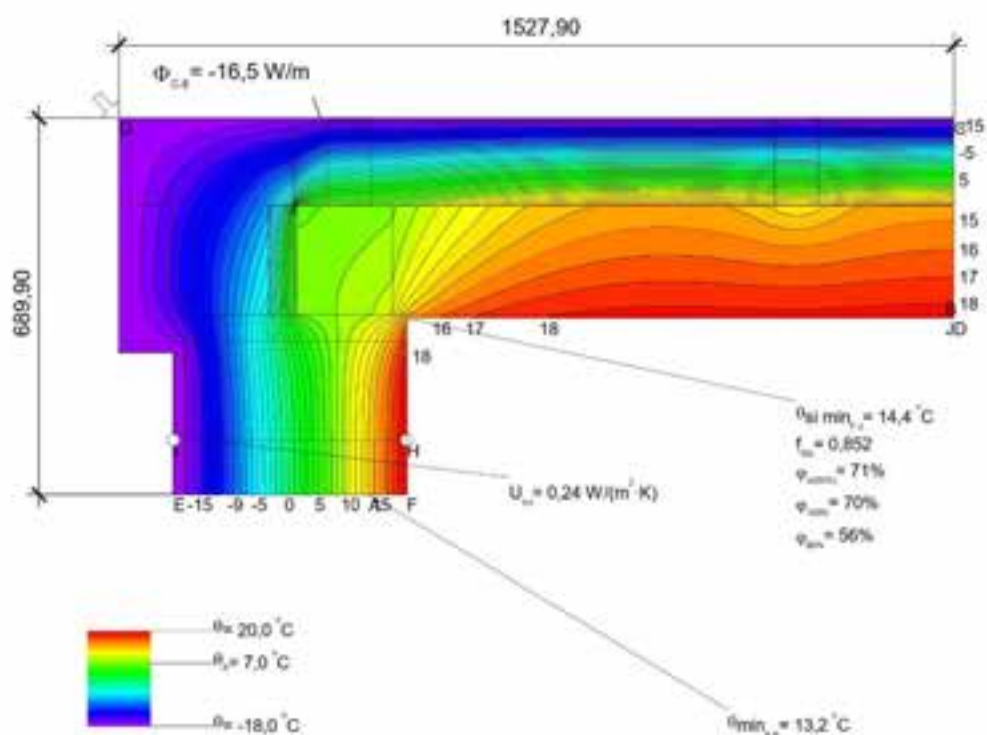 1527,90
Φ = -16,5 W/m
689,90
-15
-5
5
15
16
17
18
16 17 18 JD
18
H
θsi min = 14,4 °C
f = 0,852
φ = 71%
φ = 70%
φ = 56%
U = 0,24 W/(m²·K)
E -15 -9 -5 0 5 10 A 15 F
θ = 20,0 °C
θ = 7,0 °C
θ = -18,0 °C
θmin = 13,2 °C